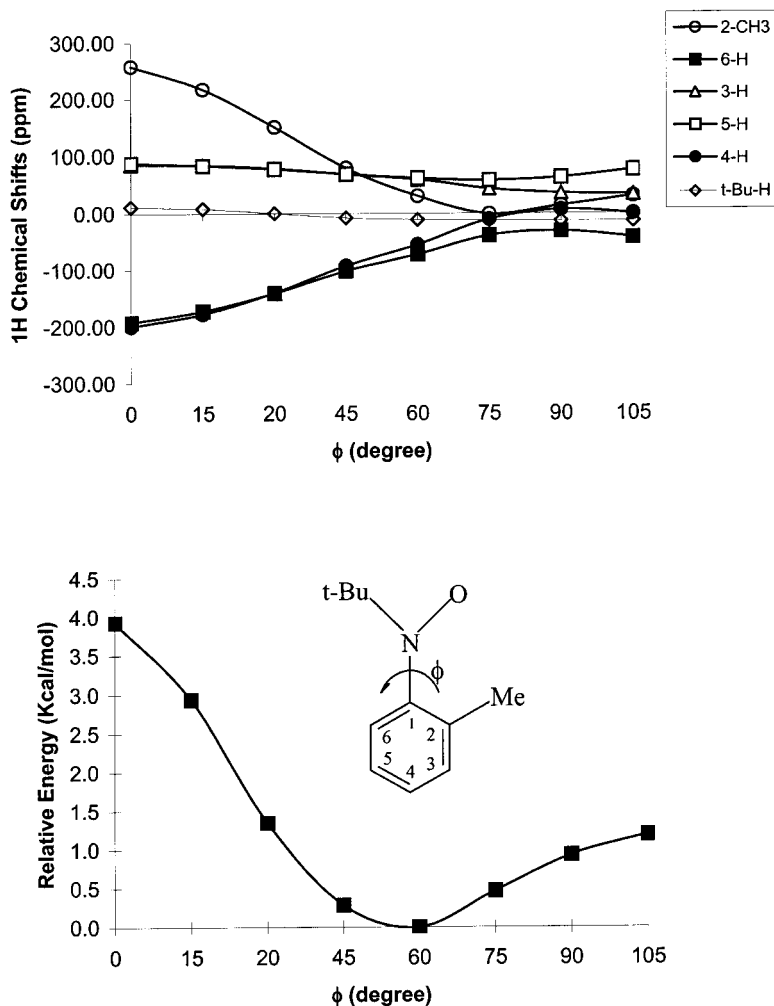 300.00
200.00
100.00
0.00
-100.00
-200.00
-300.00
1H Chemical Shifts (ppm)
0 15 20 45 60 75 90 105
ϕ (degree)
2-CH3
6-H
3-H
5-H
4-H
t-Bu-H
4.5
4.0
3.5
3.0
2.5
2.0
1.5
1.0
0.5
0.0
Relative Energy (Kcal/mol)
t-Bu O
N
ϕ
Me
1
6 2
5 3
4
0 15 20 45 60 75 90 105
ϕ (degree)